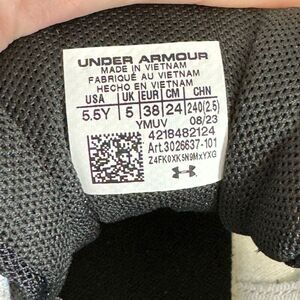 UNDER ARMOUR
MADE IN VIETNAM
FABRIQUÉ AU VIETNAM
HECHO EN VIETNAM
USA UK EUR CM CHN
5.5Y 5 38 24 240(2.5)
YMUV 08/23
4218482124
Art.3026637-101
Z4FK0XK5N9MxYXG